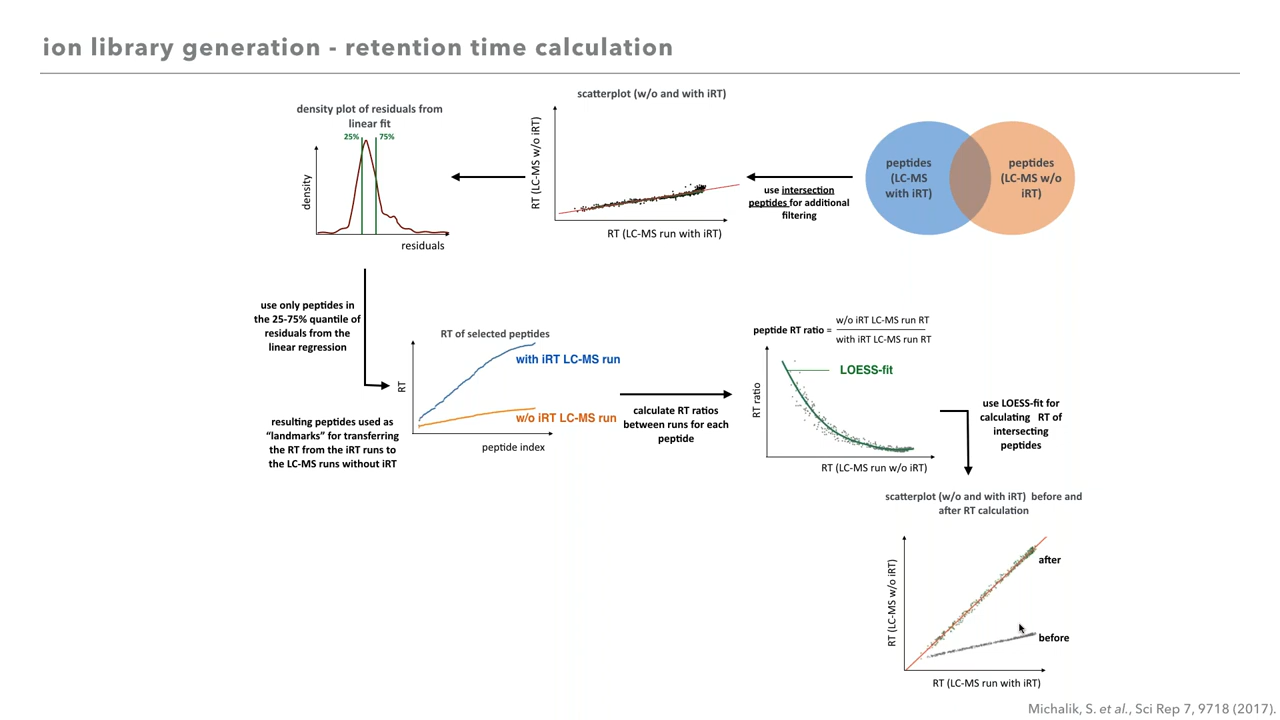 ion library generation - retention time calculation
peptides
(LC-MS
with iRT)
peptides
(LC-MS w/o
iRT)
use intersection
peptides for additional
filtering
scatterplot (w/o and with iRT)
RT (LC-MS w/o iRT)
RT (LC-MS run with iRT)
density plot of residuals from
linear fit
25%
75%
density
residuals
use only peptides in
the 25-75% quantile of
residuals from the
linear regression
resulting peptides used as
“landmarks” for transferring
the RT from the iRT runs to
the LC-MS runs without iRT
RT of selected peptides
with iRT LC-MS run
w/o iRT LC-MS run
RT
peptide index
calculate RT ratios
between runs for each
peptide
peptide RT ratio =
w/o iRT LC-MS run RT
with iRT LC-MS run RT
LOESS-fit
RT ratio
RT (LC-MS run w/o iRT)
use LOESS-fit for
calculating RT of
intersecting
peptides
scatterplot (w/o and with iRT) before and
after RT calculation
after
before
RT (LC-MS w/o iRT)
RT (LC-MS run with iRT)
Michalik, S. et al., Sci Rep 7, 9718 (2017).